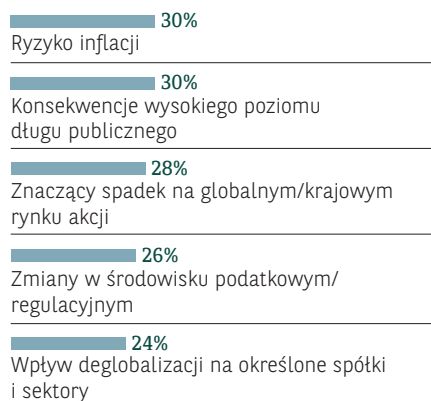 30%
Ryzyko inflacji
30%
Konsekwencje wysokiego poziomu
długu publicznego
28%
Znaczący spadek na globalnym/krajowym
rynku akcji
26%
Zmiany w środowisku podatkowym/
regulacyjnym
24%
Wpływ deglobalizacji na określone spółki
i sektory